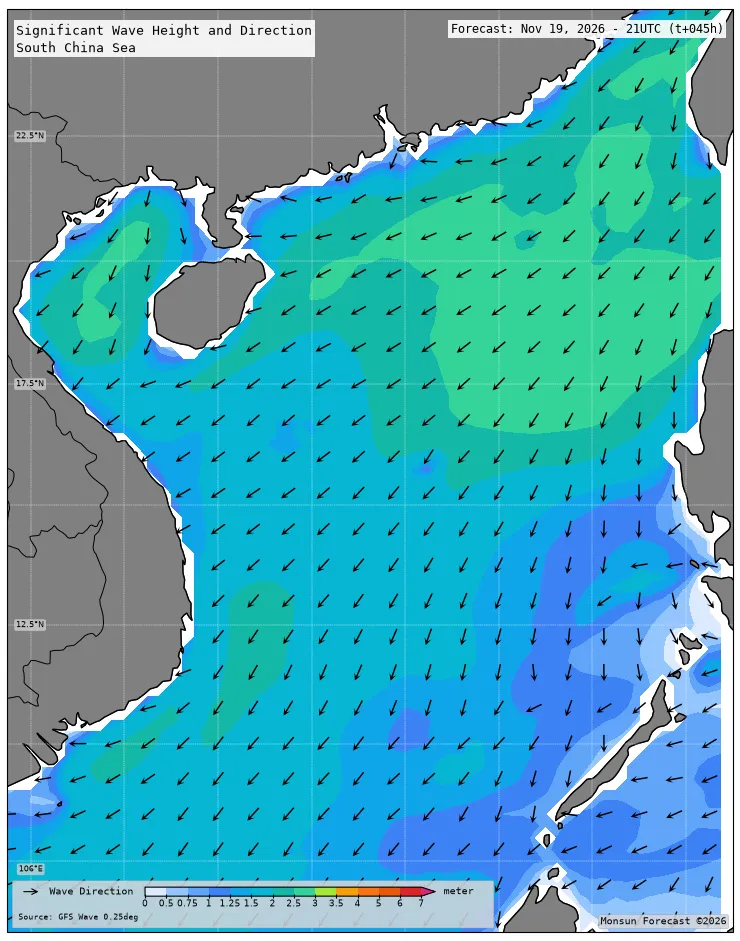 Significant Wave Height and Direction
South China Sea
Forecast: Nov 19, 2026 - 21UTC (t+045h)
22.5°N
17.5°N
12.5°N
106°E
Wave Direction
0 0.5 0.75 1 1.25 1.5 2 2.5 3 3.5 4 5 6 7
meter
Source: GFS Wave 0.25deg
Monsun Forecast ©2026